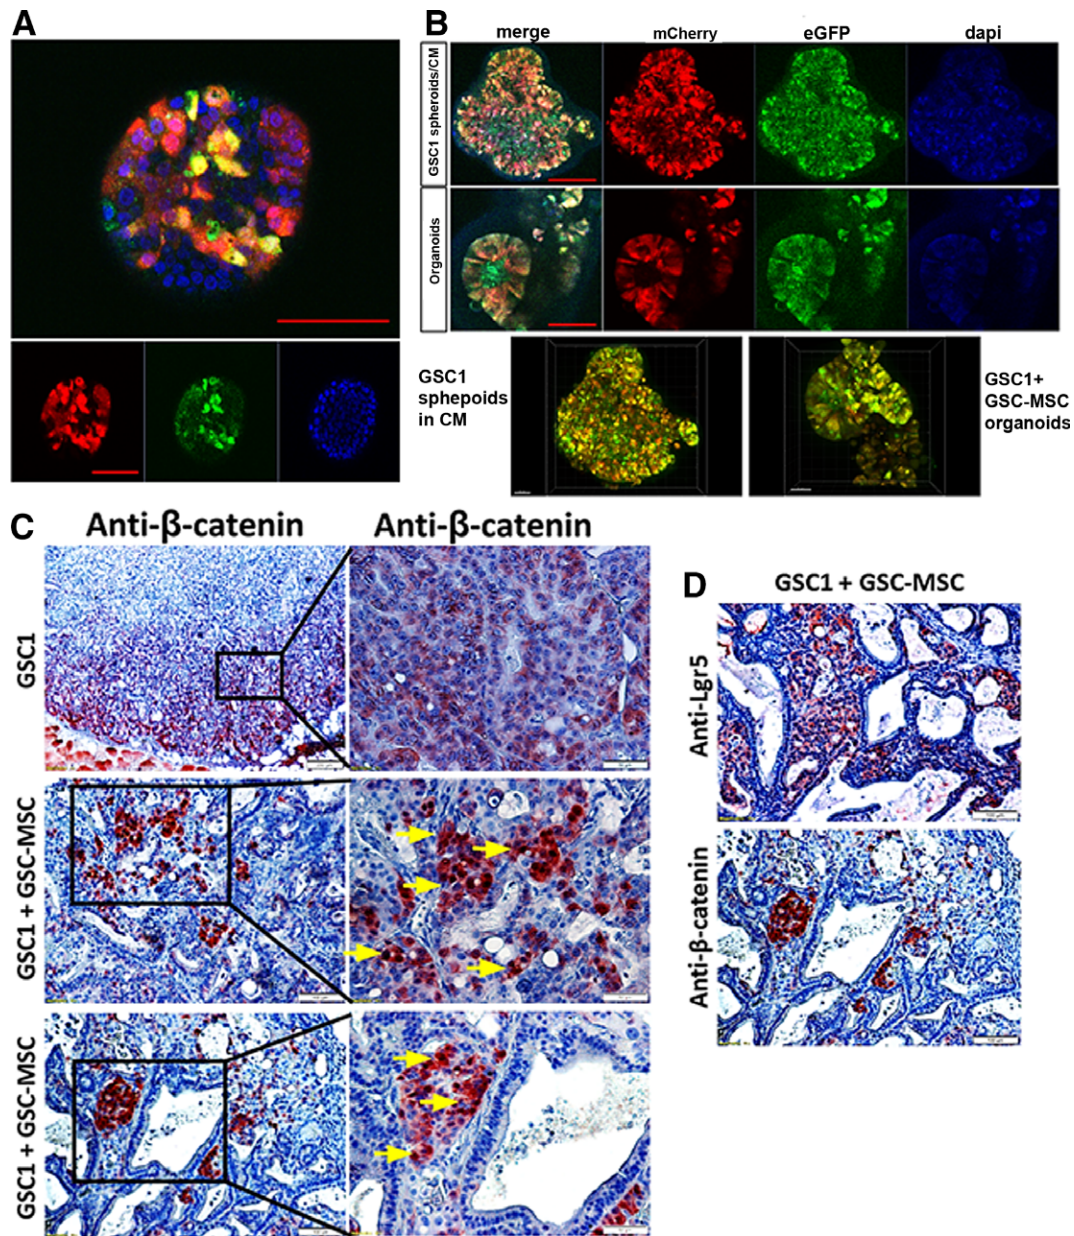 A
B
merge mCherry eGFP dapi
GSC1 spheroids/CM
Organoids
GSC1
sphepoids
in CM
GSC1+
GSC-MSC
organoids
C
Anti-β-catenin Anti-β-catenin
GSC1
GSC1 + GSC-MSC
GSC1 + GSC-MSC
D
GSC1 + GSC-MSC
Anti-Lgr5
Anti-β-catenin